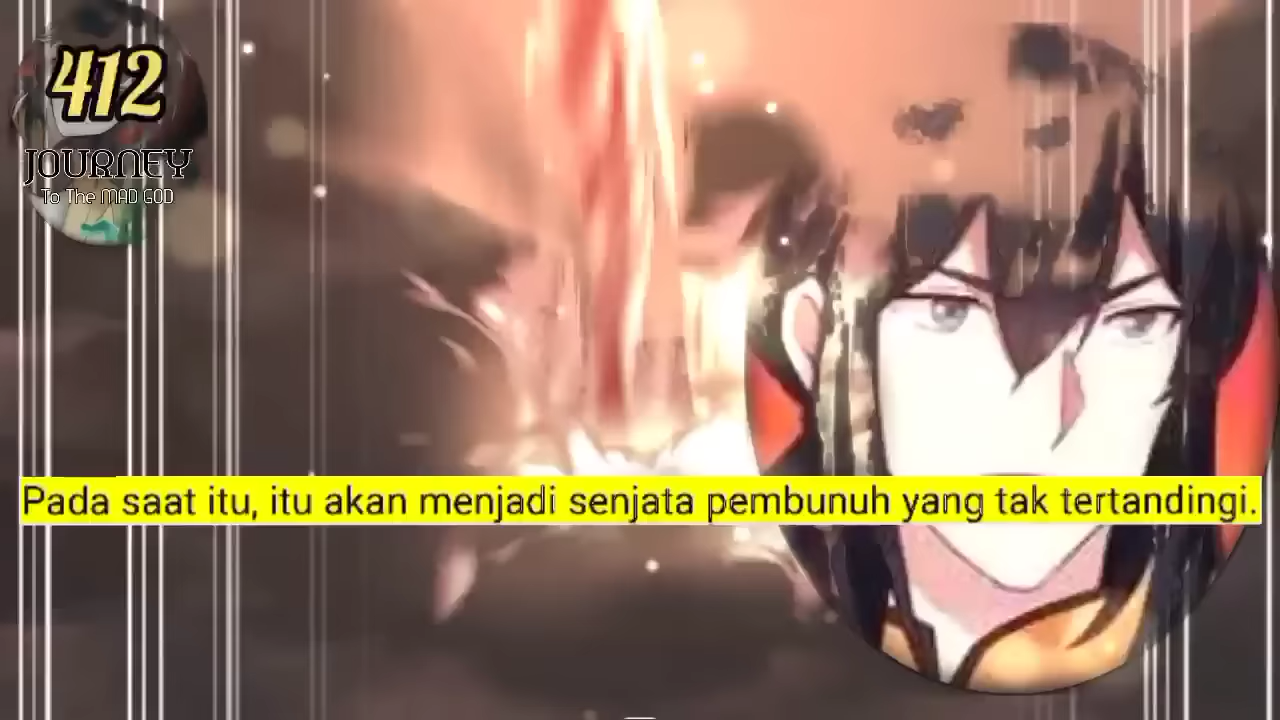 412
JOURNEY
To The MAD GOD
Pada saat itu, itu akan menjadi senjata pembunuh yang tak tertandingi.